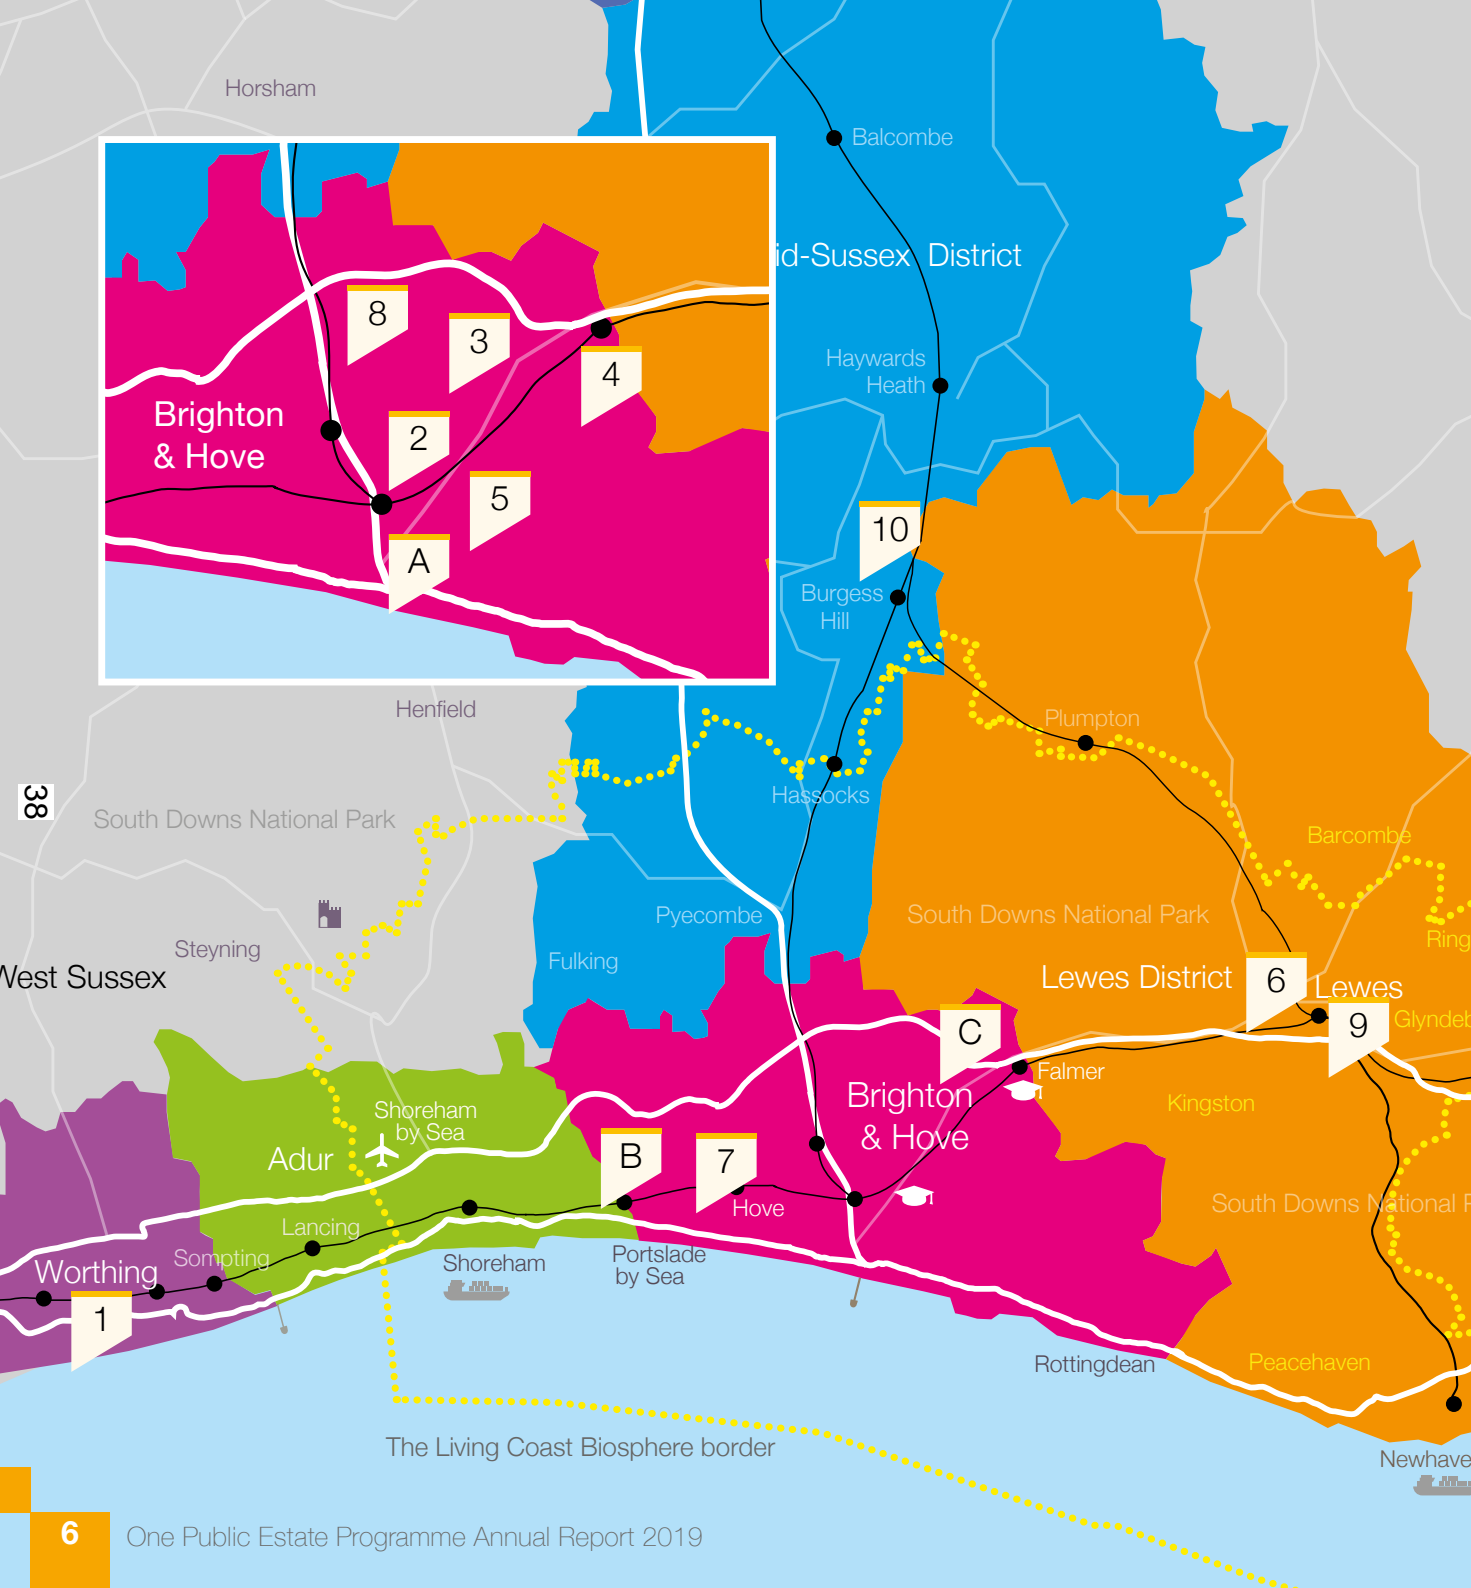 Horsham
Balcombe
id-Sussex District
8
3
4
Haywards
Heath
Brighton
& Hove
2
5
A
10
Burgess
Hill
Henfield
Plumpton
Hassocks
38
South Downs National Park
Barcombe
Pyecombe
South Downs National Park
Ring
Steyning
Fulking
West Sussex
Lewes District
6
Lewes
C
9
Glyndeb
Falmer
Brighton
& Hove
Kingston
Shoreham
by Sea
Adur
B
7
Hove
South Downs National P
Lancing
Sompting
Worthing
Shoreham
Portslade
by Sea
1
Rottingdean
Peacehaven
The Living Coast Biosphere border
Newhave
6
One Public Estate Programme Annual Report 2019